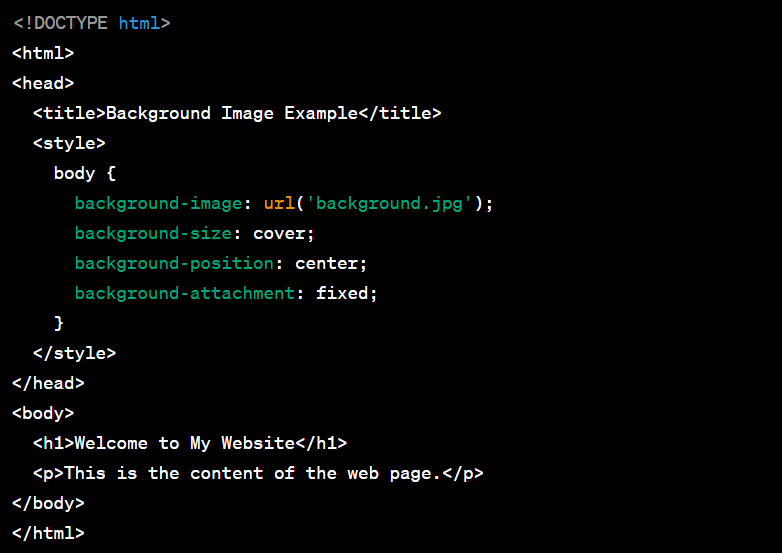 <!DOCTYPE html>
<html>
<head>
  <title>Background Image Example</title>
  <style>
    body {
      background-image: url('background.jpg');
      background-size: cover;
      background-position: center;
      background-attachment: fixed;
    }
  </style>
</head>
<body>
  <h1>Welcome to My Website</h1>
  <p>This is the content of the web page.</p>
</body>
</html>